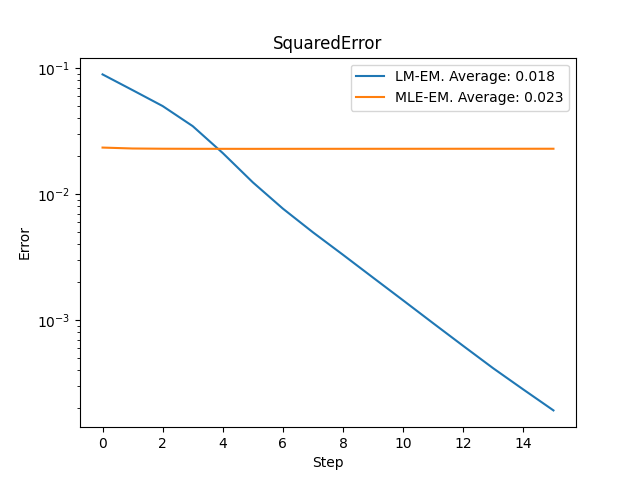 SquaredError
LM-EM. Average: 0.018
MLE-EM. Average: 0.023
10⁻¹
10⁻²
10⁻³
Error
0 2 4 6 8 10 12 14
Step